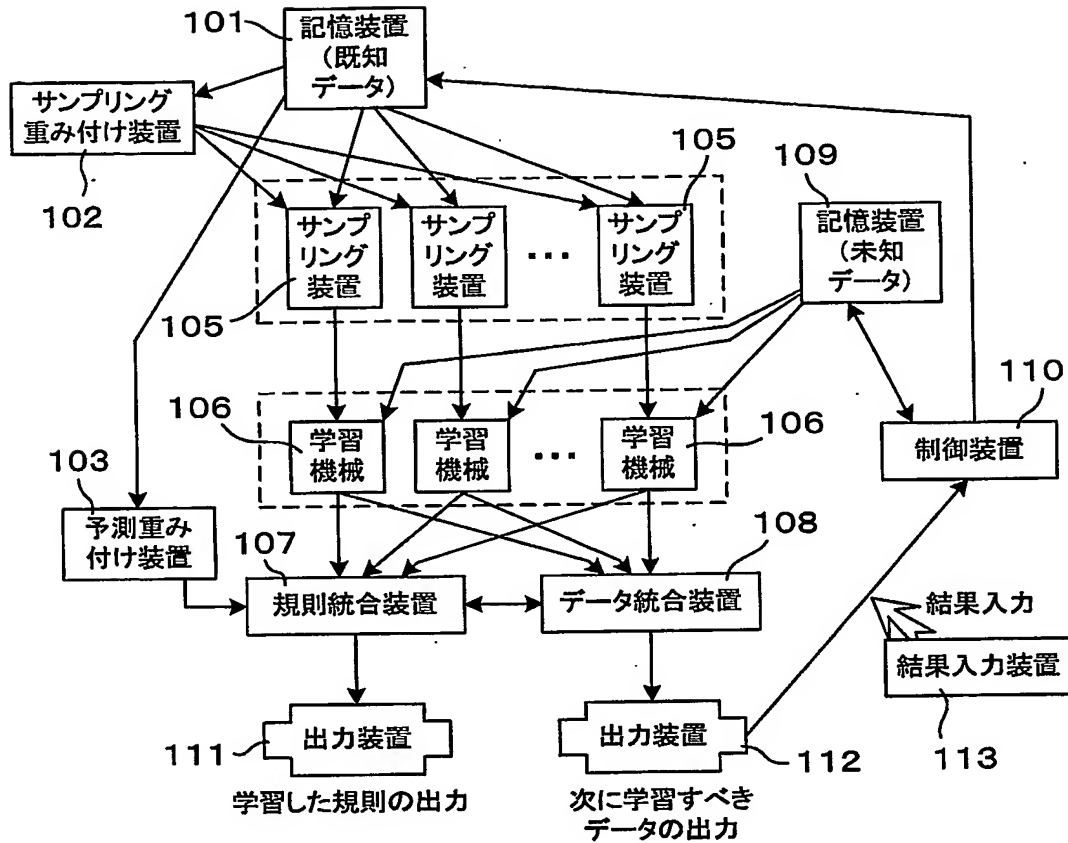 101
記憶装置
(既知
データ)
サンプリング
重み付け装置
102
105
109
サンプ
リング
装置
サンプ
リング
装置
...
サンプ
リング
装置
記憶装置
(未知
データ)
105
110
106
学習
機械
学習
機械
...
学習
機械
106
制御装置
103
予測重み
付け装置
107
108
規則統合装置
データ統合装置
結果入力
結果入力装置
111
出力装置
出力装置
112
113
学習した規則の出力
次に学習すべき
データの出力